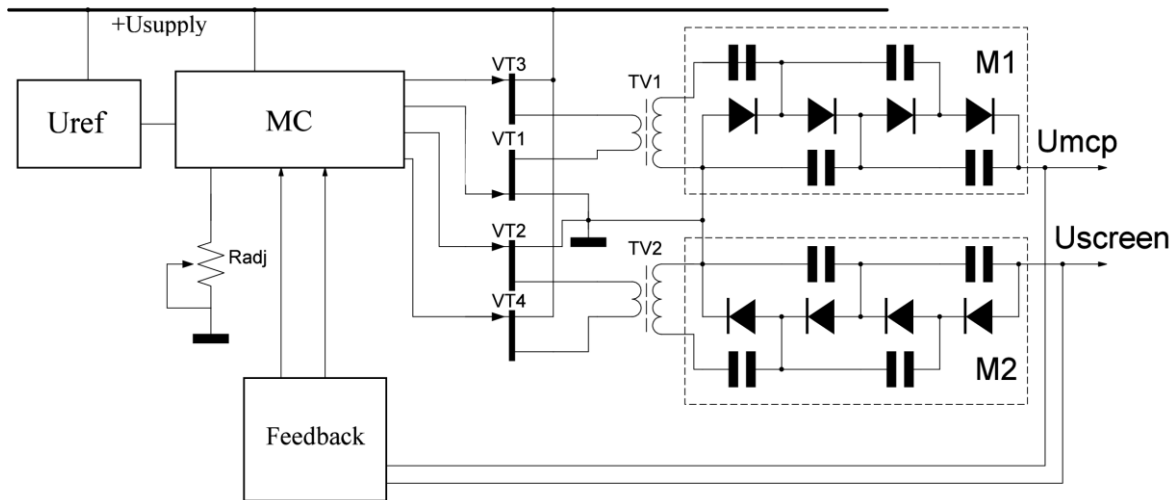 +Usupply
VT3
M1
TV1
Uref
MC
VT1
Umcp
Uscreen
VT2
TV2
Radj
VT4
M2
Feedback